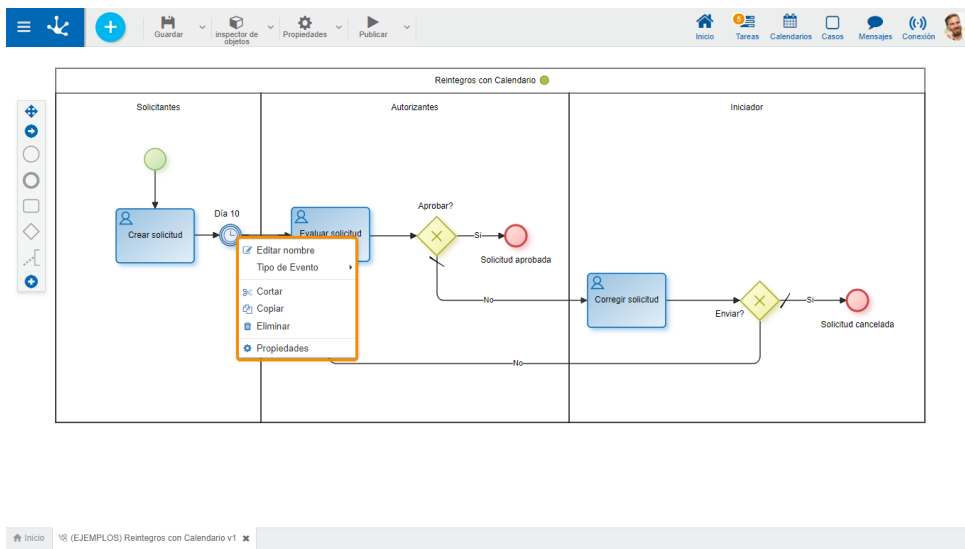 Guardar
inspector de
objetos
Propiedades
Publicar
Inicio
6
Tareas
Calendarios
Casos
Mensajes
Conexión
Reintegros con Calendario
Solicitantes
Autorizantes
Iniciador
Crear solicitud
Día 10
Evaluar solicitud
Aprobar?
Si
Solicitud aprobada
No
Corregir solicitud
Enviar?
Si
Solicitud cancelada
No
Editar nombre
Tipo de Evento
Cortar
Copiar
Eliminar
Propiedades
Inicio
(EJEMPLOS) Reintegros con Calendario v1